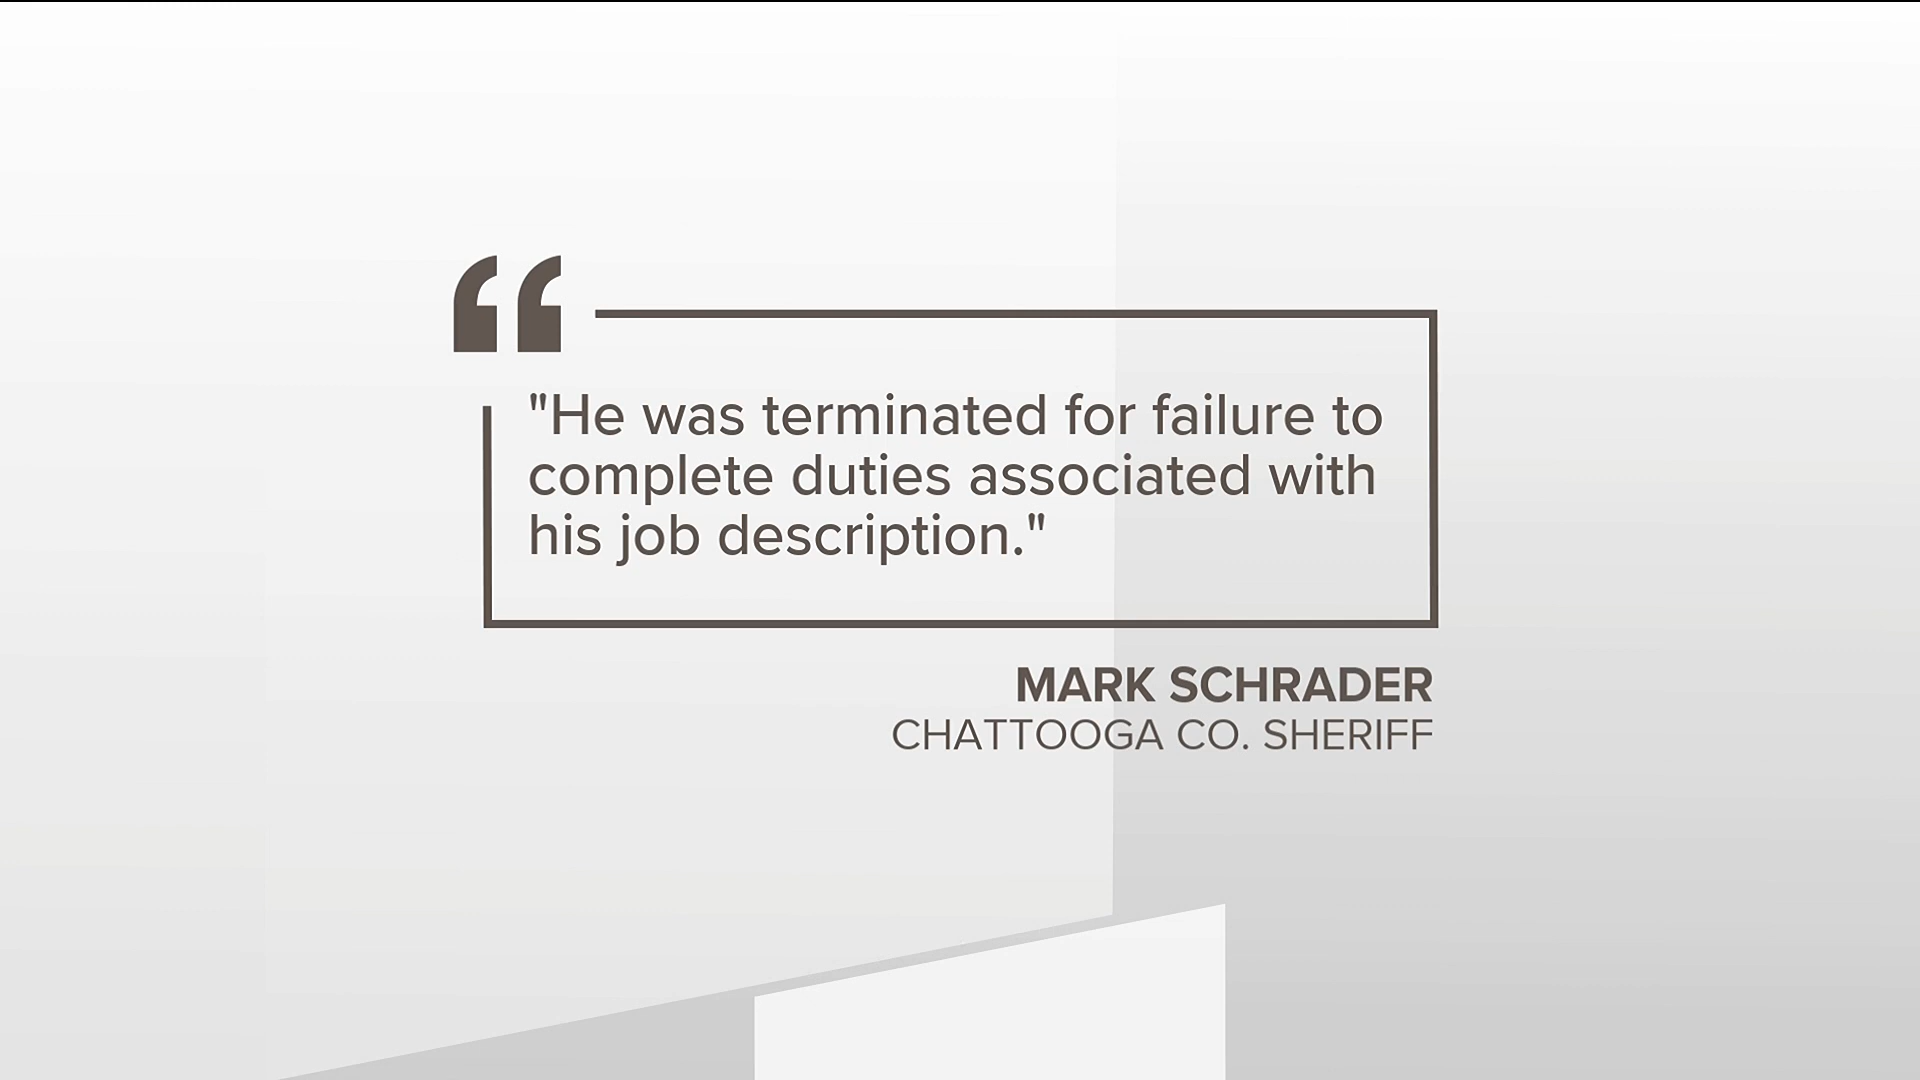 "He was terminated for failure to
complete duties associated with
his job description."
MARK SCHRADER
CHATTOOGA CO. SHERIFF